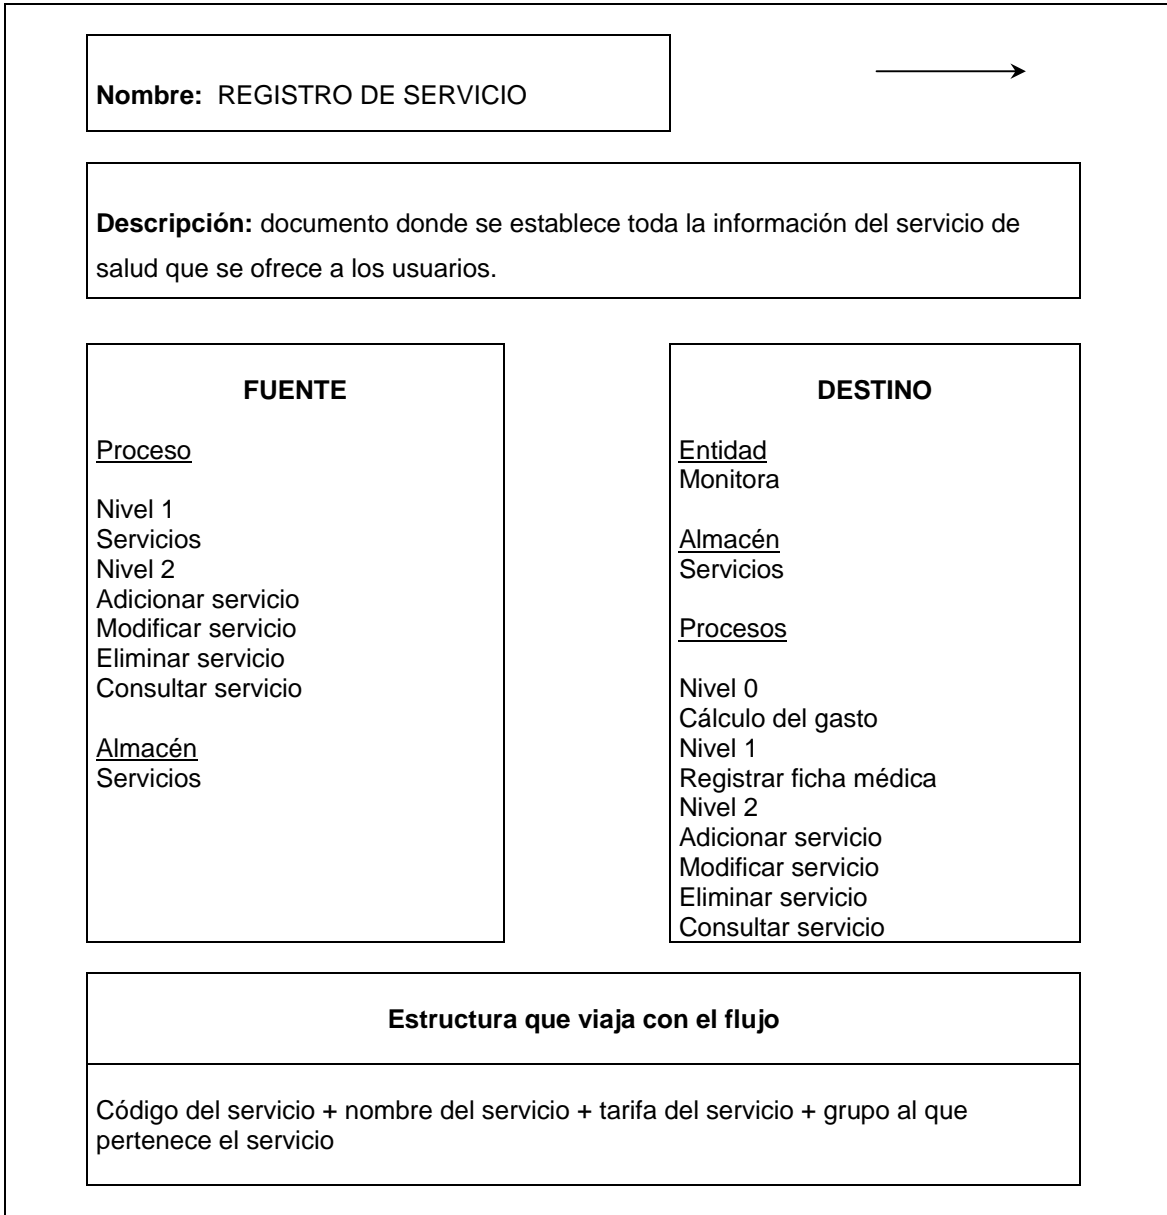 Nombre: REGISTRO DE SERVICIO
Descripción: documento donde se establece toda la información del servicio de
salud que se ofrece a los usuarios.
FUENTE
Proceso
Nivel 1
Servicios
Nivel 2
Adicionar servicio
Modificar servicio
Eliminar servicio
Consultar servicio
Almacén
Servicios
DESTINO
Entidad
Monitora
Almacén
Servicios
Procesos
Nivel 0
Cálculo del gasto
Nivel 1
Registrar ficha médica
Nivel 2
Adicionar servicio
Modificar servicio
Eliminar servicio
Consultar servicio
Estructura que viaja con el flujo
Código del servicio + nombre del servicio + tarifa del servicio + grupo al que
pertenece el servicio